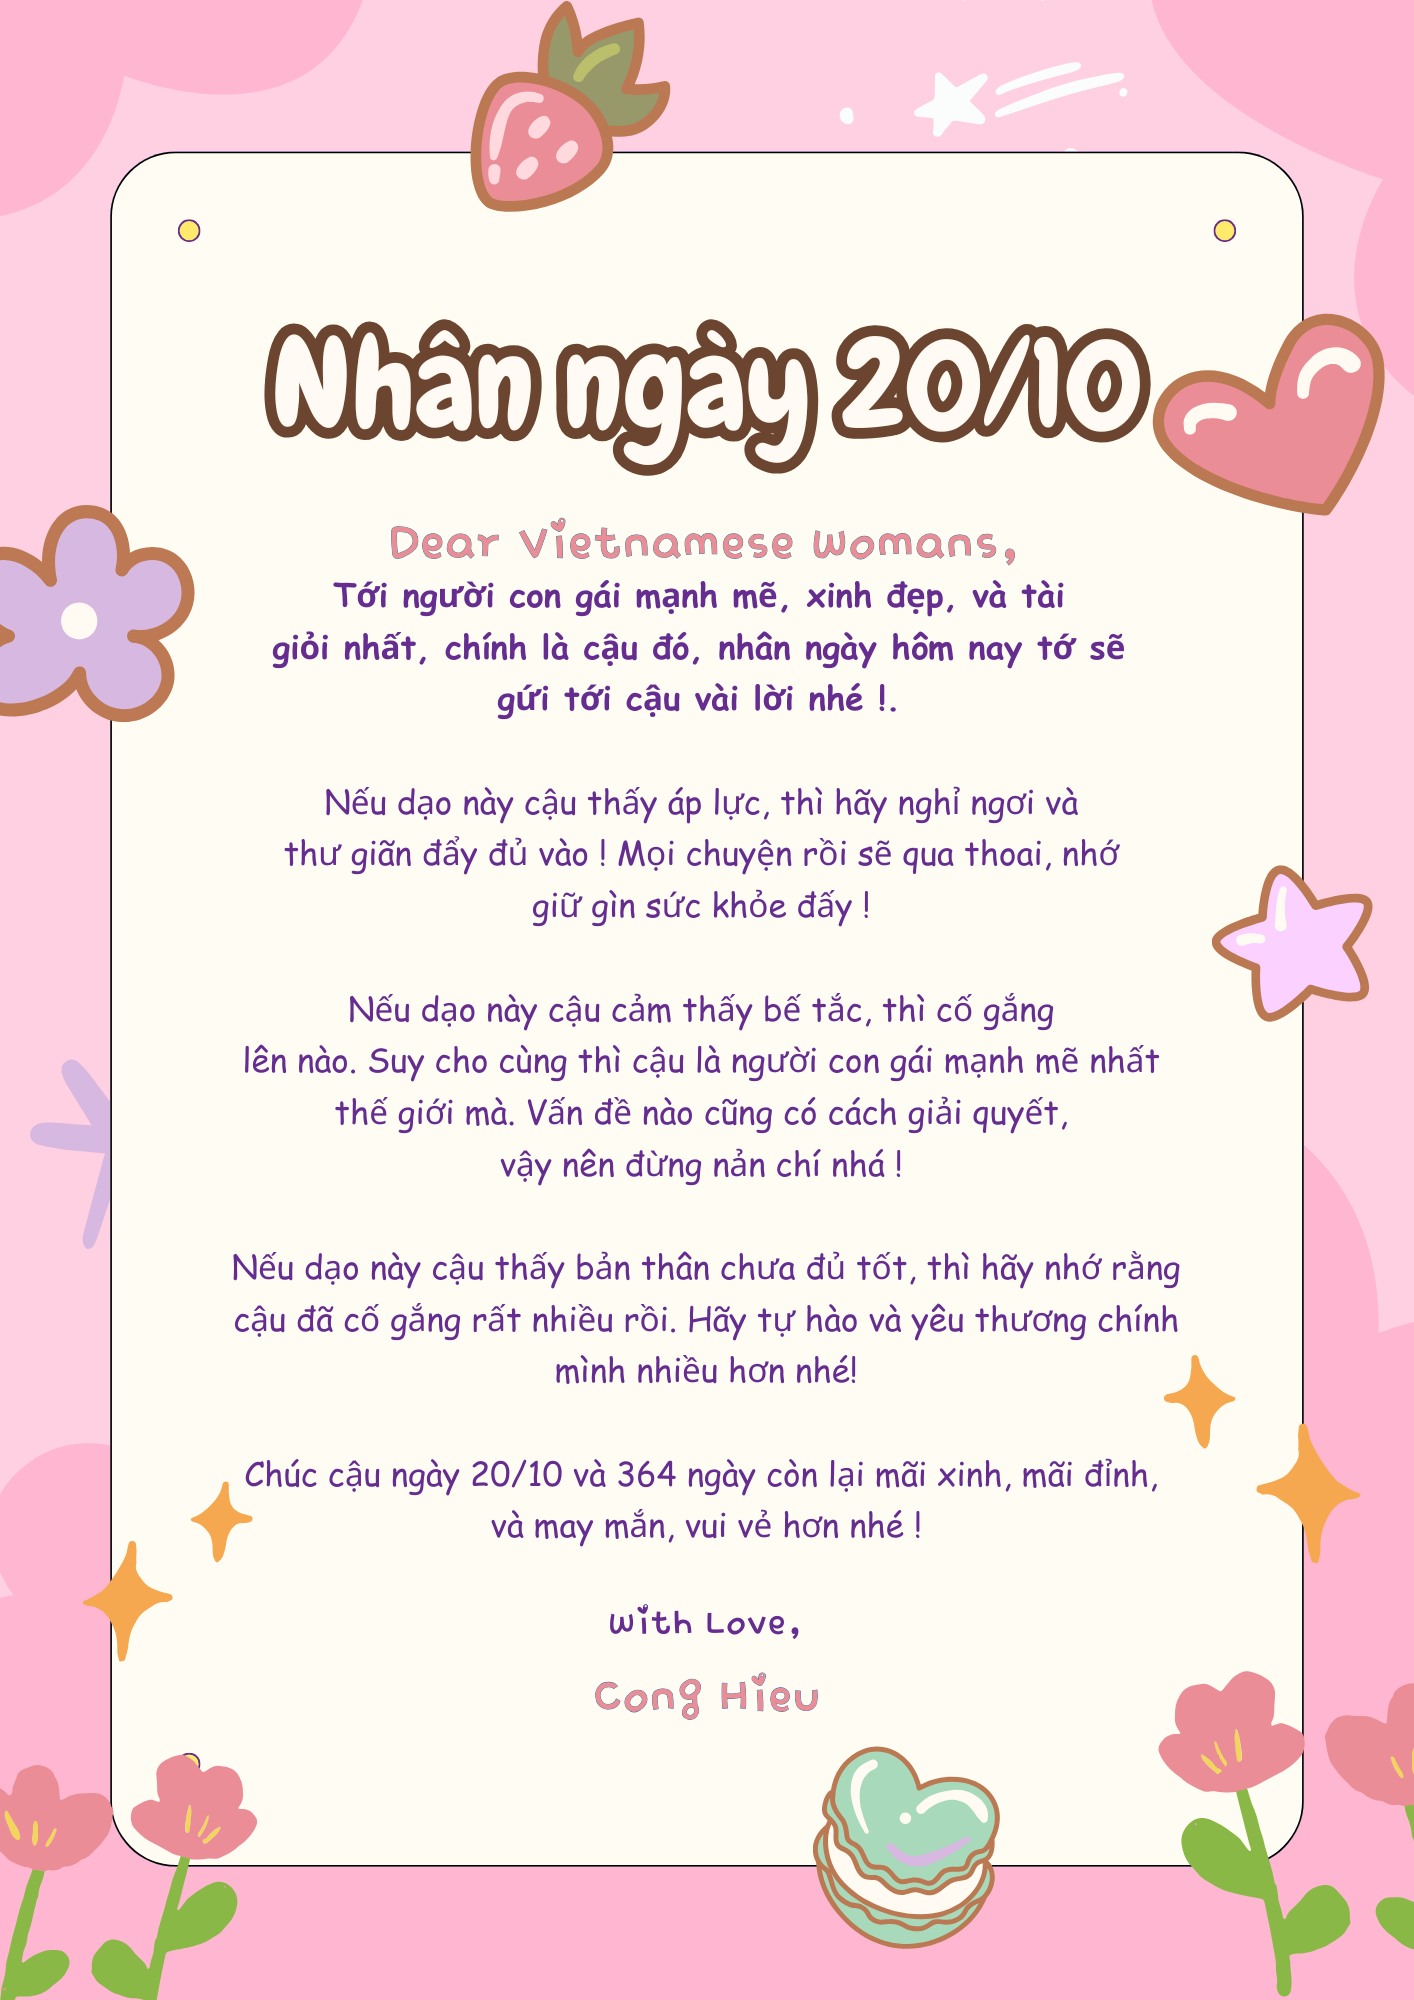 Nhân ngày 20/10
Dear Vietnamese Womans,
Tới người con gái mạnh mẽ, xinh đẹp, và tài
giỏi nhất, chính là cậu đó, nhân ngày hôm nay tớ sẽ
gứi tới cậu vài lời nhé !.
Nếu dạo này cậu thấy áp lực, thì hãy nghỉ ngơi và
thư giãn đẩy đủ vào ! Mọi chuyện rồi sẽ qua thoai, nhớ
giữ gìn sức khỏe đấy !
Nếu dạo này cậu cảm thấy bế tắc, thì cố gắng
lên nào. Suy cho cùng thì cậu là người con gái mạnh mẽ nhất
thế giới mà. Vấn đề nào cũng có cách giải quyết,
vậy nên đừng nản chí nhá !
Nếu dạo này cậu thấy bản thân chưa đủ tốt, thì hãy nhớ rằng
cậu đã cố gắng rất nhiều rồi. Hãy tự hào và yêu thương chính
mình nhiều hơn nhé!
Chúc cậu ngày 20/10 và 364 ngày còn lại mãi xinh, mãi đỉnh,
và may mắn, vui vẻ hơn nhé !
With Love,
Cong Hieu